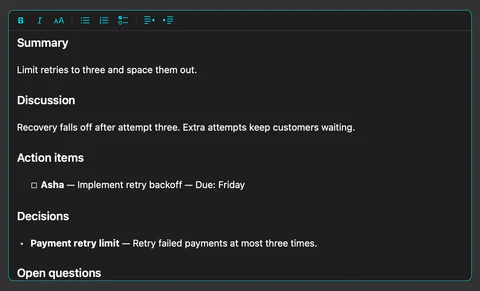 B I AA
Summary
Limit retries to three and space them out.
Discussion
Recovery falls off after attempt three. Extra attempts keep customers waiting.
Action items
☐ Asha — Implement retry backoff — Due: Friday
Decisions
• Payment retry limit — Retry failed payments at most three times.
Open questions